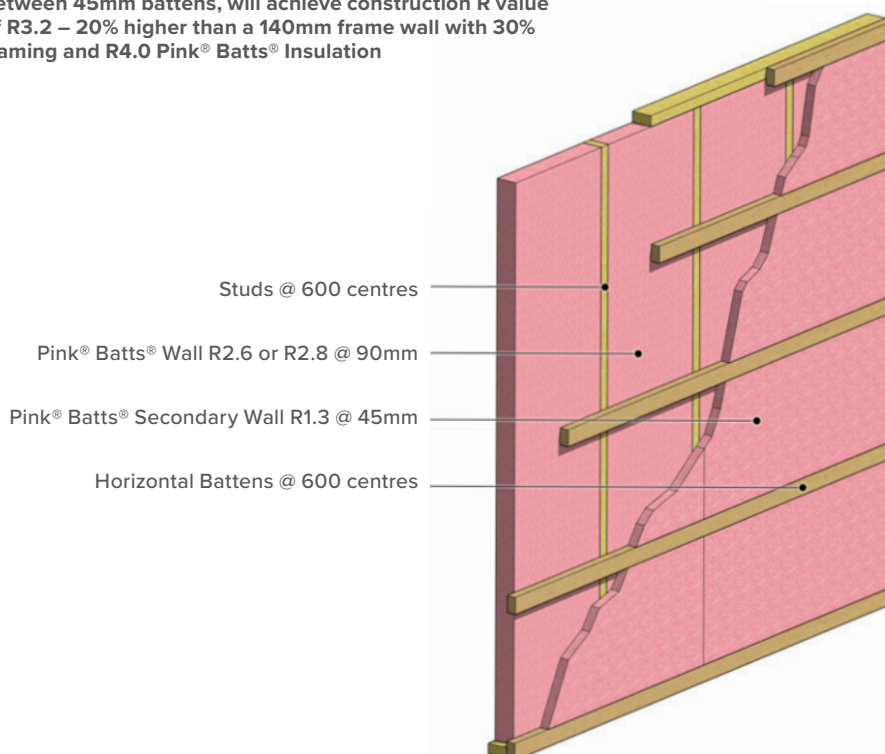 between 45mm battens, will achieve construction R value
R3.2 – 20% higher than a 140mm frame wall with 30%
and R4.0 Pink® Batts® Insulation
Studs @ 600 centres
Pink® Batts® Wall R2.6 or R2.8 @ 90mm
Pink® Batts® Secondary Wall R1.3 @ 45mm
Horizontal Battens @ 600 centres